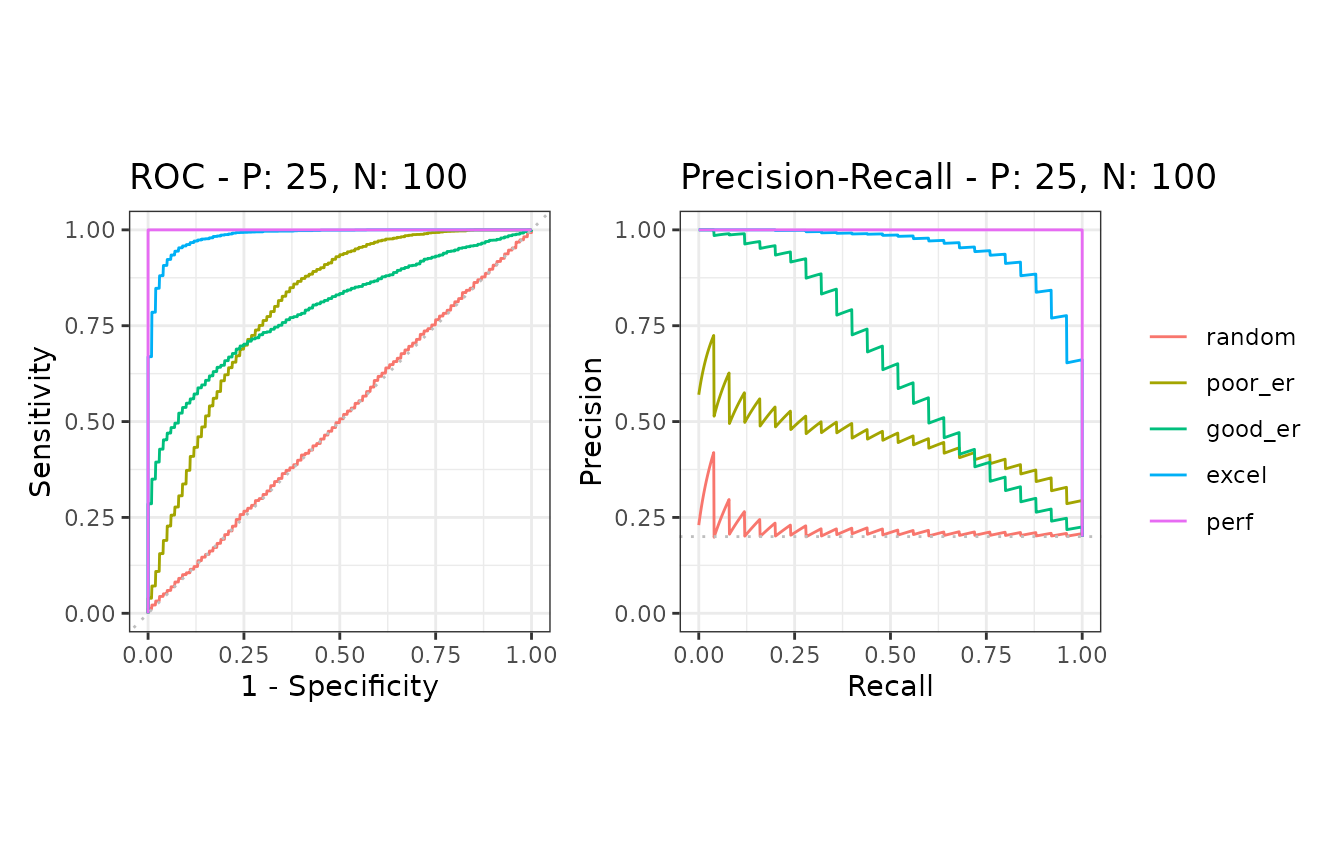 ROC - P: 25, N: 100
Sensitivity
1.00
0.75
0.50
0.25
0.00
0.00 0.25 0.50 0.75 1.00
1 - Specificity
Precision-Recall - P: 25, N: 100
Precision
1.00
0.75
0.50
0.25
0.00
0.00 0.25 0.50 0.75 1.00
Recall
random
poor_er
good_er
excel
perf